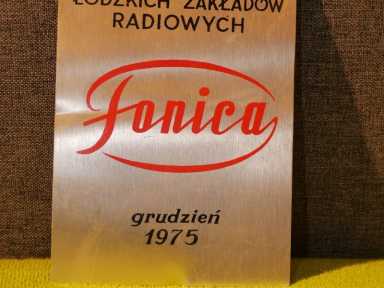 ŁÓDZKICH ZAKŁADÓW
RADIOWYCH
Fonica
grudzień
1975